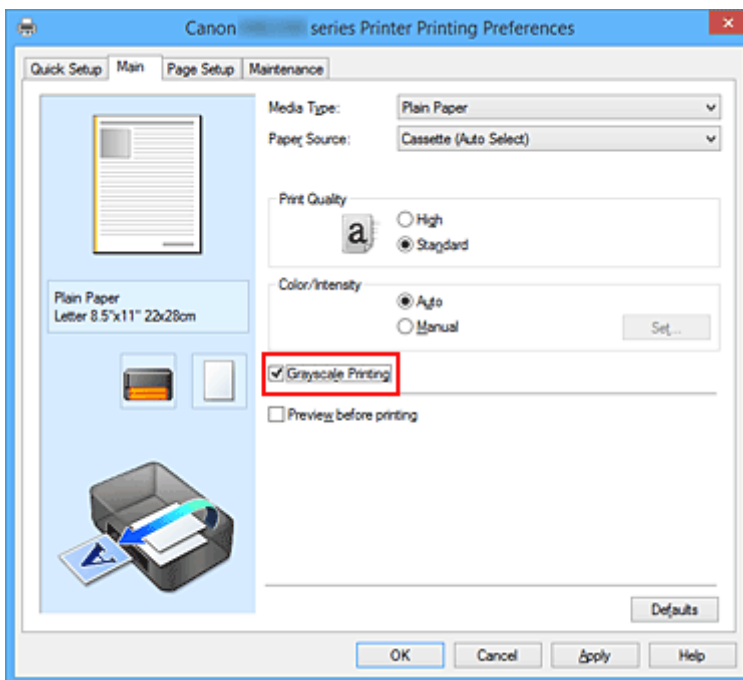 Canon series Printer Printing Preferences
Quick Setup Main Page Setup Maintenance
Media Type: Plain Paper
Paper Source: Cassette (Auto Select)
Print Quality
a
High
Standard
Color/Intensity
Auto
Manual
Set...
Plain Paper
Letter 8.5"x11" 22x28cm
Grayscale Printing
Preview before printing
A
Defaults
OK Cancel Apply Help